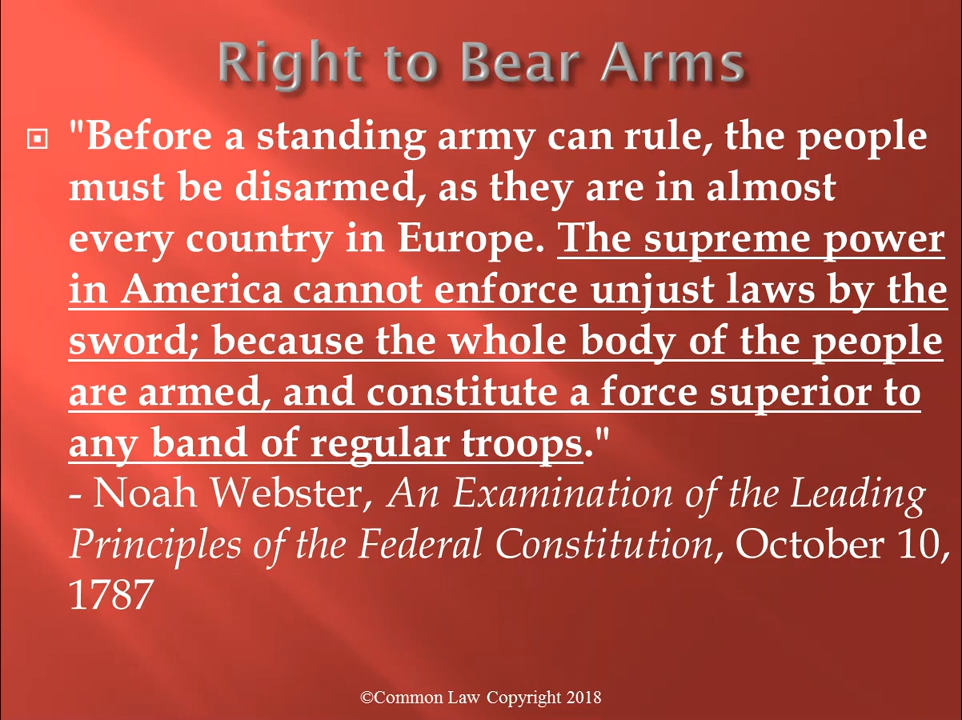 Right to Bear Arms
"Before a standing army can rule, the people
must be disarmed, as they are in almost
every country in Europe. The supreme power
in America cannot enforce unjust laws by the
sword; because the whole body of the people
are armed, and constitute a force superior to
any band of regular troops."
- Noah Webster, An Examination of the Leading
Principles of the Federal Constitution, October 10,
1787
©Common Law Copyright 2018